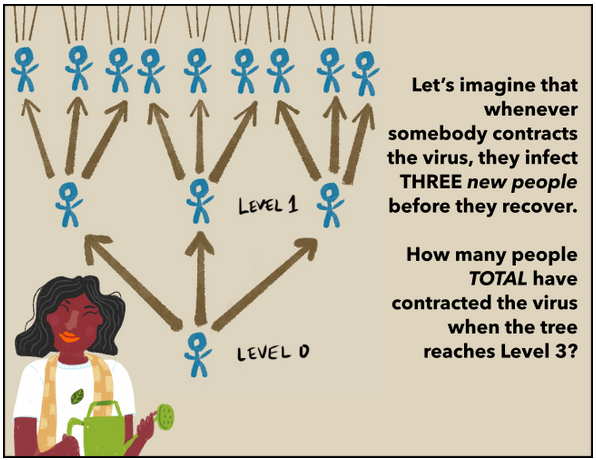 Let's imagine that
whenever
somebody contracts
the virus, they infect
THREE new people
before they recover.
How many people
TOTAL have
contracted the virus
when the tree
reaches Level 3?
LEVEL 1
LEVEL 0